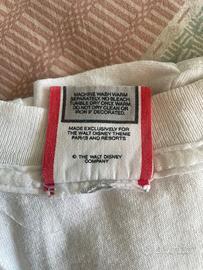 MACHINE WASH WARM
SEPARATELY. NO BLEACH.
TUMBLE DRY ONLY WARM.
DO NOT DRY CLEAN OR
IRON IF DECORATED.
MADE EXCLUSIVELY FOR
THE WALT DISNEY THEME
PARKS AND RESORTS
© THE WALT DISNEY
COMPANY